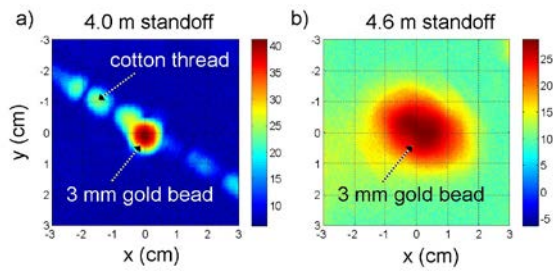 a) 4.0 m standoff
-3
-2
-1
0
1
2
3
y (cm)
cotton thread
3 mm gold bead
-3 -2 -1 0 1 2 3
x (cm)
40
35
30
25
20
15
10
b) 4.6 m standoff
-3
-2
-1
0
1
2
3
3 mm gold bead
-3 -2 -1 0 1 2 3
x (cm)
25
20
15
10
5
0
-5